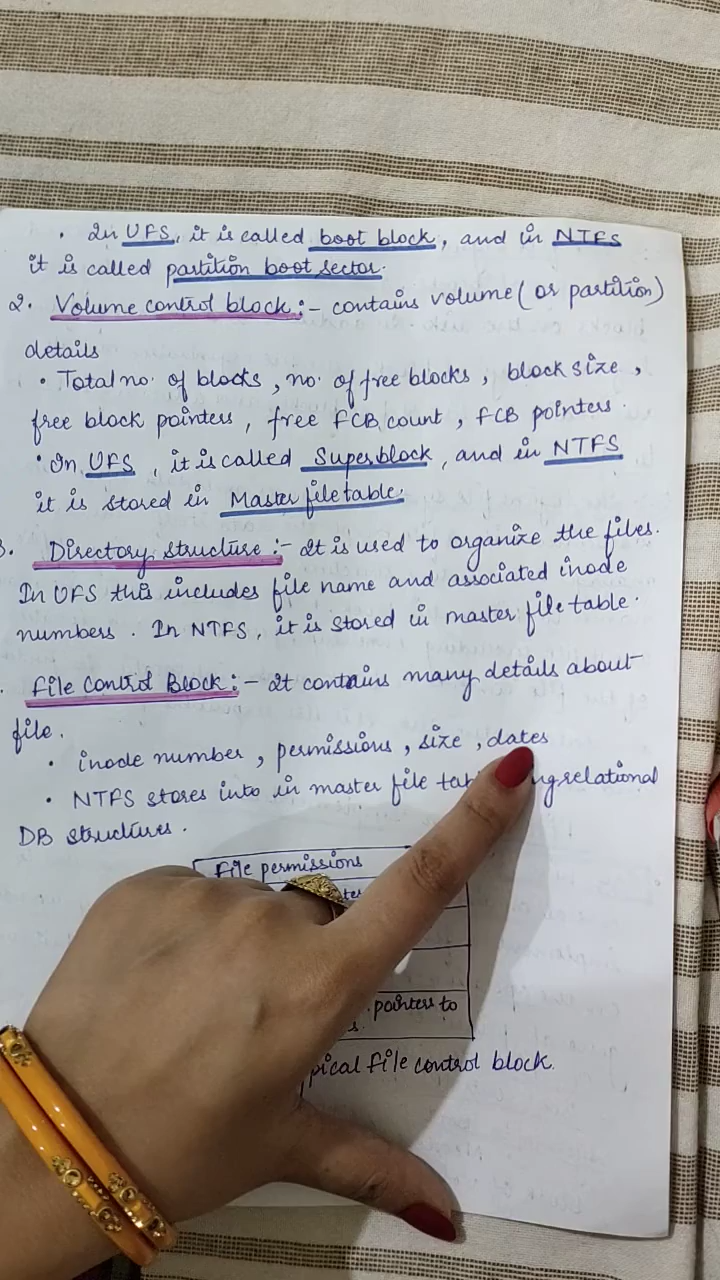 • In UFS, it is called boot block, and in NTFS
it is called partition boot sector.
2. Volume control block :- contains volume (or partition)
details
• Total no. of blocks, no. of free blocks, block size,
free block pointers, free FCB count, FCB pointers.
• In UFS, it is called Superblock, and in NTFS
it is stored in Master file table.
3. Directory structure :- It is used to organize the files.
In UFS this includes file name and associated inode
numbers. In NTFS, it is stored in master file table.
. File Control Block :- It contains many details about
file.
• inode number, permissions, size, dates
• NTFS stores into in master file relational
DB structures.
File permissions
pointers to
file control block.